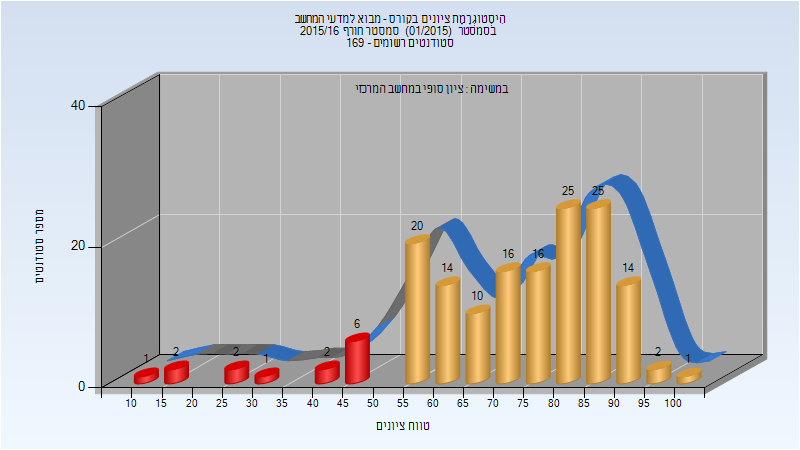 היסטוגרמת ציונים בקורס - מבוא למדעי המחשב
בסמסטר (01/2015) סמסטר חורף 2015/16
סטודנטים רשומים - 169
במשימה : ציון סופי במחשב המרכזי
מספר סטודנטים
40
20
0
1
2
2
1
2
6
20
14
10
16
16
25
25
14
2
1
10 15 20 25 30 35 40 45 50 55 60 65 70 75 80 85 90 95 100
טווח ציונים